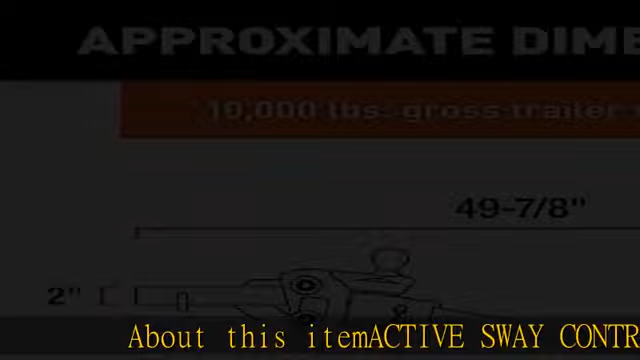 APPROXIMATE DIME
10,000 lbs. gross trailer
49-7/8"
2"
About this itemACTIVE SWAY CONTR